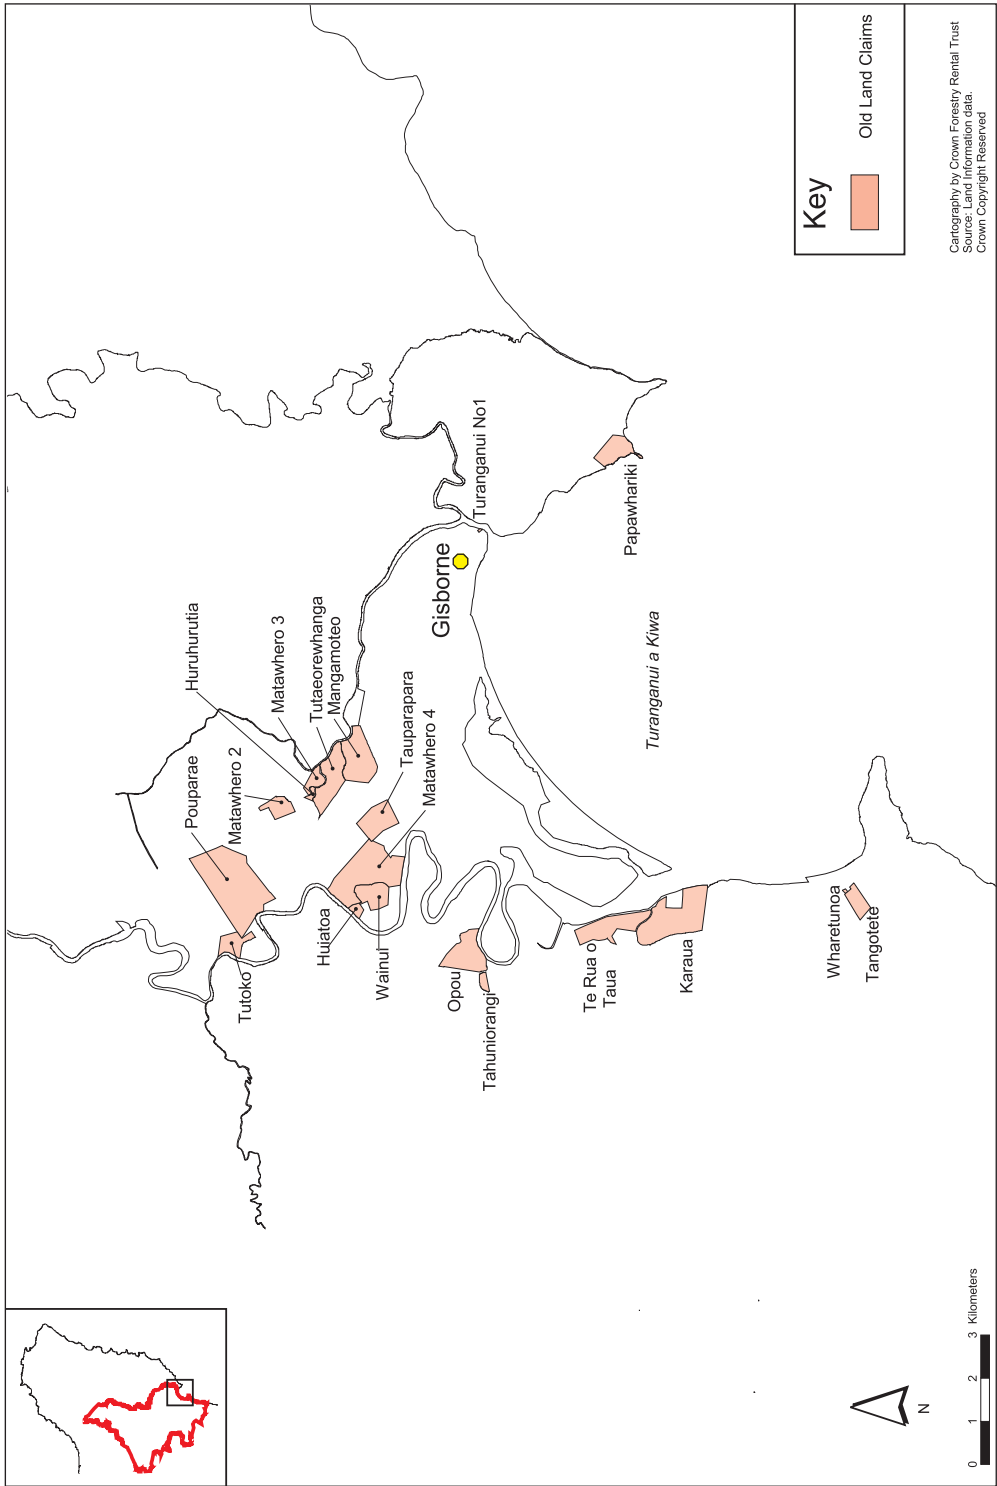 Pouparae
Huruhurutia
Matawhero 2
Matawhero 3
Tutaeorewhanga
Mangamoteo
Tauparapara
Matawhero 4
Tutoko
Huiatoa
Wainui
Opou
Tahuniorangi
Te Rua o
Taua
Karaua
Wharetunoa
Tangotete
Gisborne
Turanganui No1
Papawhariki
Turanganui a Kiwa
Key
Old Land Claims
N
0 1 2 3 Kilometers
Cartography by Crown Forestry Rental Trust
Source: Land Information data.
Crown Copyright Reserved